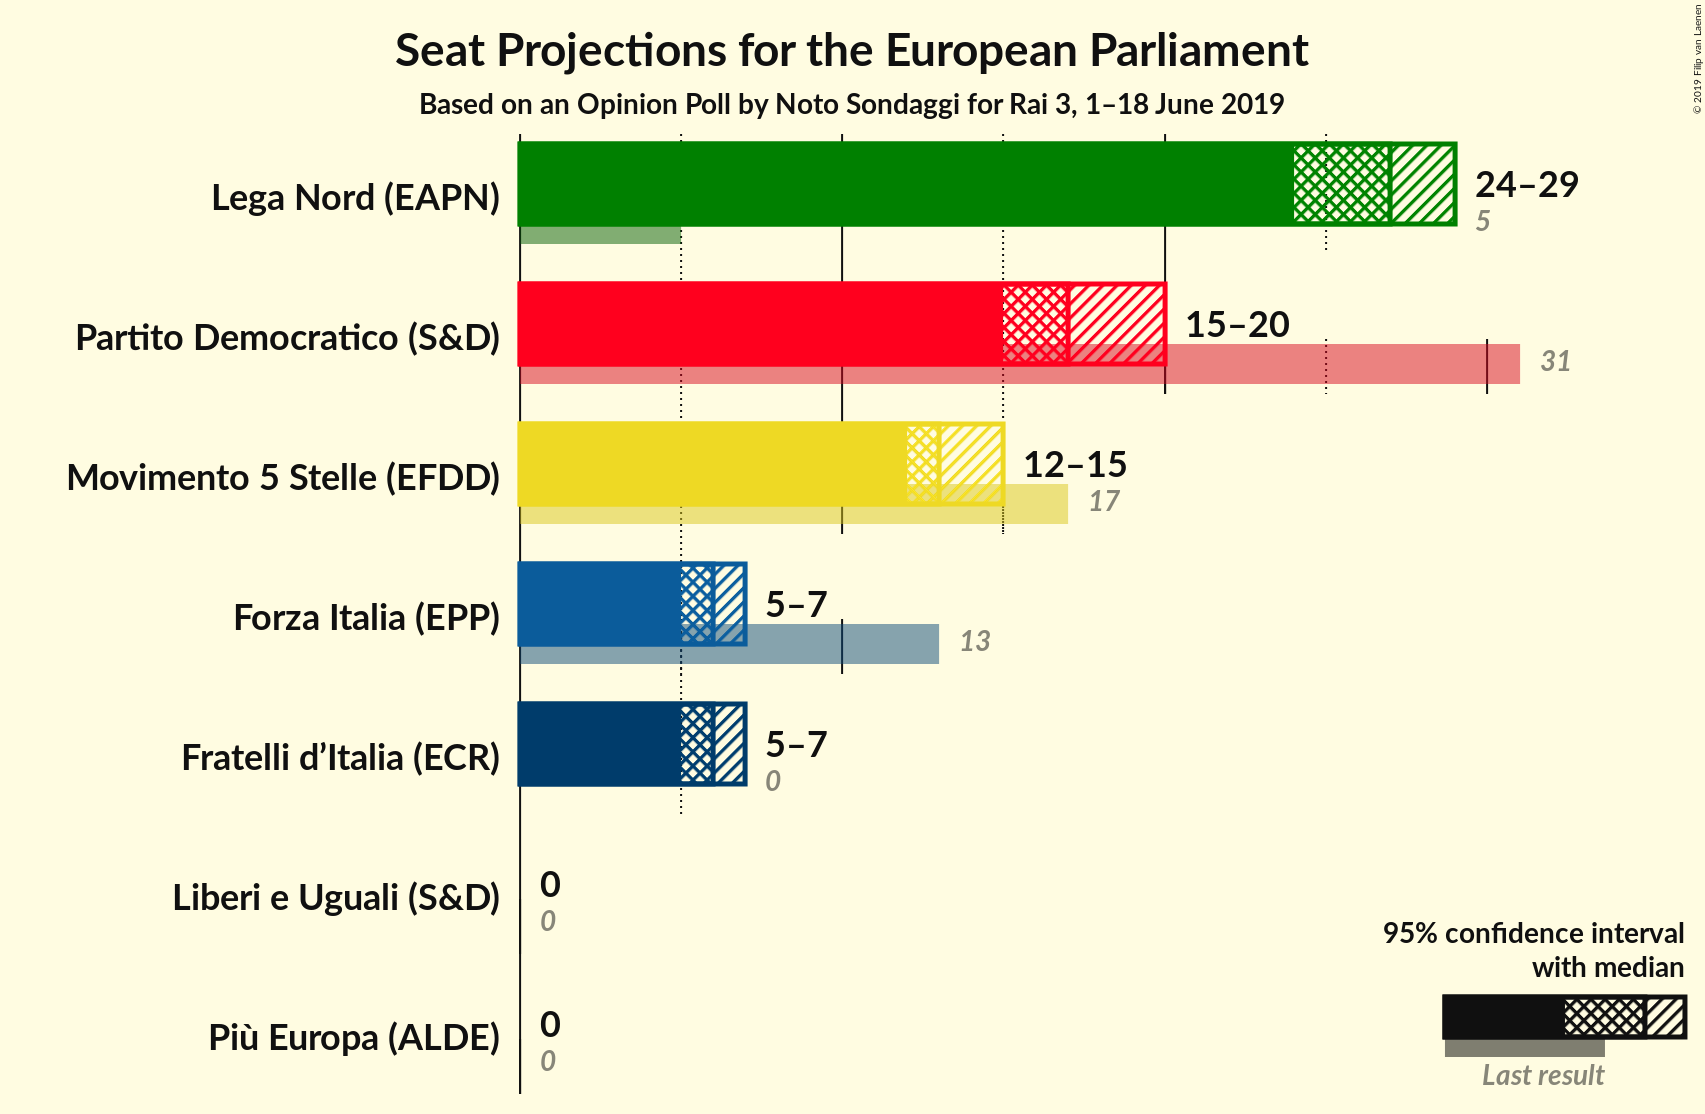 Seat Projections for the European Parliament
Based on an Opinion Poll by Noto Sondaggi for Rai 3, 1–18 June 2019
© 2019 Filip van Laenen
Lega Nord (EAPN)
24–29
5
Partito Democratico (S&D)
15–20
31
Movimento 5 Stelle (EFDD)
12–15
17
Forza Italia (EPP)
5–7
13
Fratelli d’Italia (ECR)
5–7
0
Liberi e Uguali (S&D)
0
0
Più Europa (ALDE)
0
0
95% confidence interval
with median
Last result